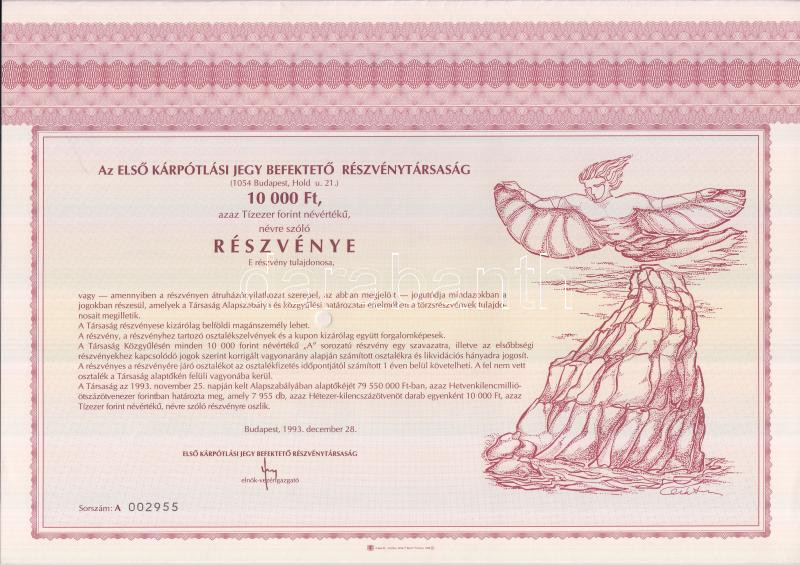 Az ELSŐ KÁRPÓTLÁSI JEGY BEFEKTETŐ RÉSZVÉNYTÁRSASÁG
(1054 Budapest, Hold u. 21.)
10 000 Ft,
azaz Tízezer forint névértékű,
névre szóló
RÉSZVÉNYE
E részvény tulajdonosa,
darabanth
vagy — amennyiben a részvényen átruházó nyilatkozat szerepel, az abban megjelölt — jogutódja mindazokban a
jogokban részesül, amelyek a Társaság Alapszabálya és közgyűlési határozatai értelmében a törzsrészvények tulajdo-
nosait megilletik.
A Társaság részvényese kizárólag belföldi magánszemély lehet.
A részvény, a részvényhez tartozó osztalékszelvények és a kupon kizárólag együtt forgalomképesek.
A Társaság Közgyűlésén minden 10 000 forint névértékű „A" sorozatú részvény egy szavazatra, illetve az elsőbbségi
részvényekhez kapcsolódó jogok szerint korrigált vagyonarány alapján számított osztalékra és likvidációs hányadra jogosít.
A részvényes a részvényre járó osztalékot az osztalékfizetés időpontjától számított 1 éven belül követelheti. A fel nem vett
osztalék a Társaság alaptőkén felüli vagyonába kerül.
A Társaság az 1993. november 25. napján kelt Alapszabályában alaptőkéjét 79 550 000 Ft-ban, azaz Hetvenkilencmillió-
ötszázötvenezer forintban határozta meg, amely 7 955 db, azaz Hétezer-kilencszázötvenöt darab egyenként 10 000 Ft, azaz
Tízezer forint névértékű, névre szóló részvényre oszlik.
Budapest, 1993. december 28.
ELSŐ KÁRPÓTLÁSI JEGY BEFEKTETŐ RÉSZVÉNYTÁRSASÁG
elnök-vezérigazgató
Sorszám: A 002955